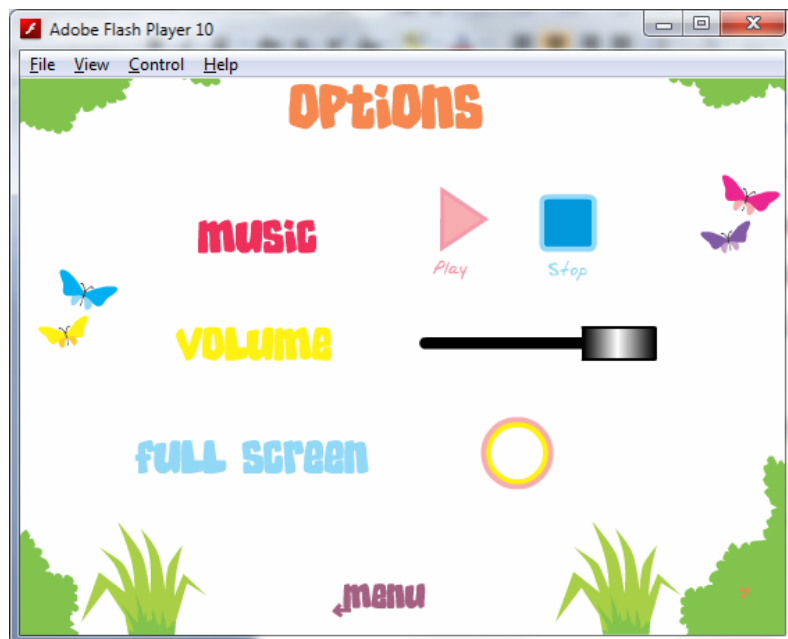 Adobe Flash Player 10
File View Control Help
Options
music
Play Stop
VOLUME
full screen
menu